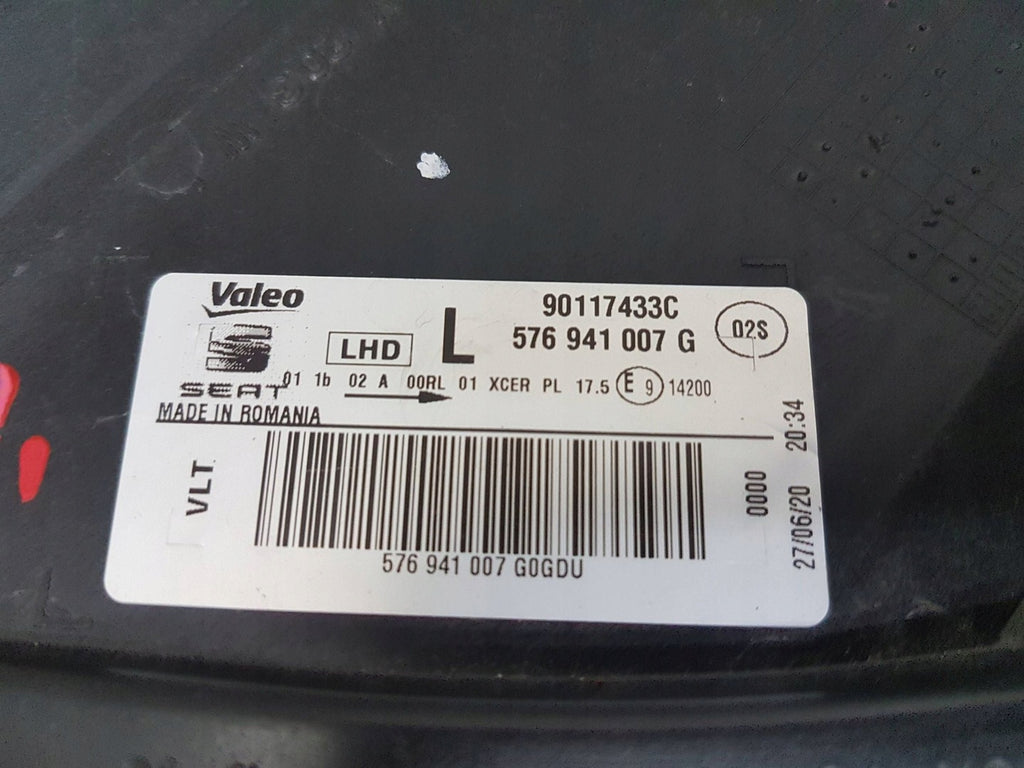 Valeo
90117433C
L
LHD
576 941 007 G
02S
SEAT
01 1b 02 A 00RL 01 XCER PL 17.5 E 9 14200
MADE IN ROMANIA
VLT
0000
27/06/20 20:34
576 941 007 G0GDU